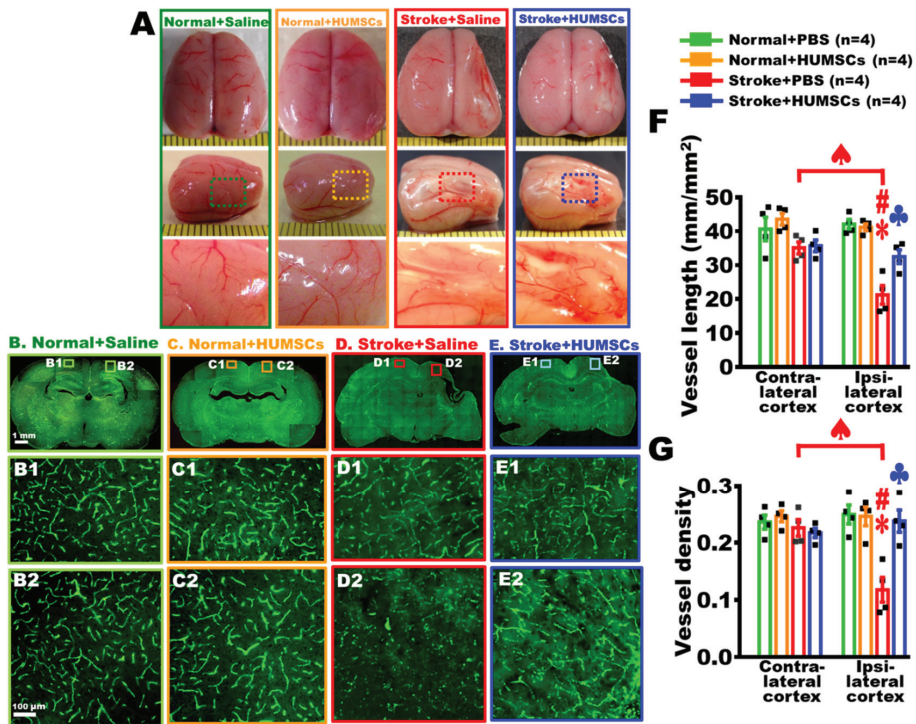 A
Normal+Saline
Normal+HUMSCs
Stroke+Saline
Stroke+HUMSCs
B. Normal+Saline
C. Normal+HUMSCs
D. Stroke+Saline
E. Stroke+HUMSCs
B1
B2
C1
C2
D1
D2
E1
E2
1 mm
B1
C1
D1
E1
B2
C2
D2
E2
100 μm
Normal+PBS (n=4)
Normal+HUMSCs (n=4)
Stroke+PBS (n=4)
Stroke+HUMSCs (n=4)
F
♠
#
*
♣
Vessel length (mm/mm²)
50
40
30
20
10
0
Contra-
lateral
cortex
Ipsi-
lateral
cortex
G
♠
#
*
♣
Vessel density
0.3
0.2
0.1
0.0
Contra-
lateral
cortex
Ipsi-
lateral
cortex